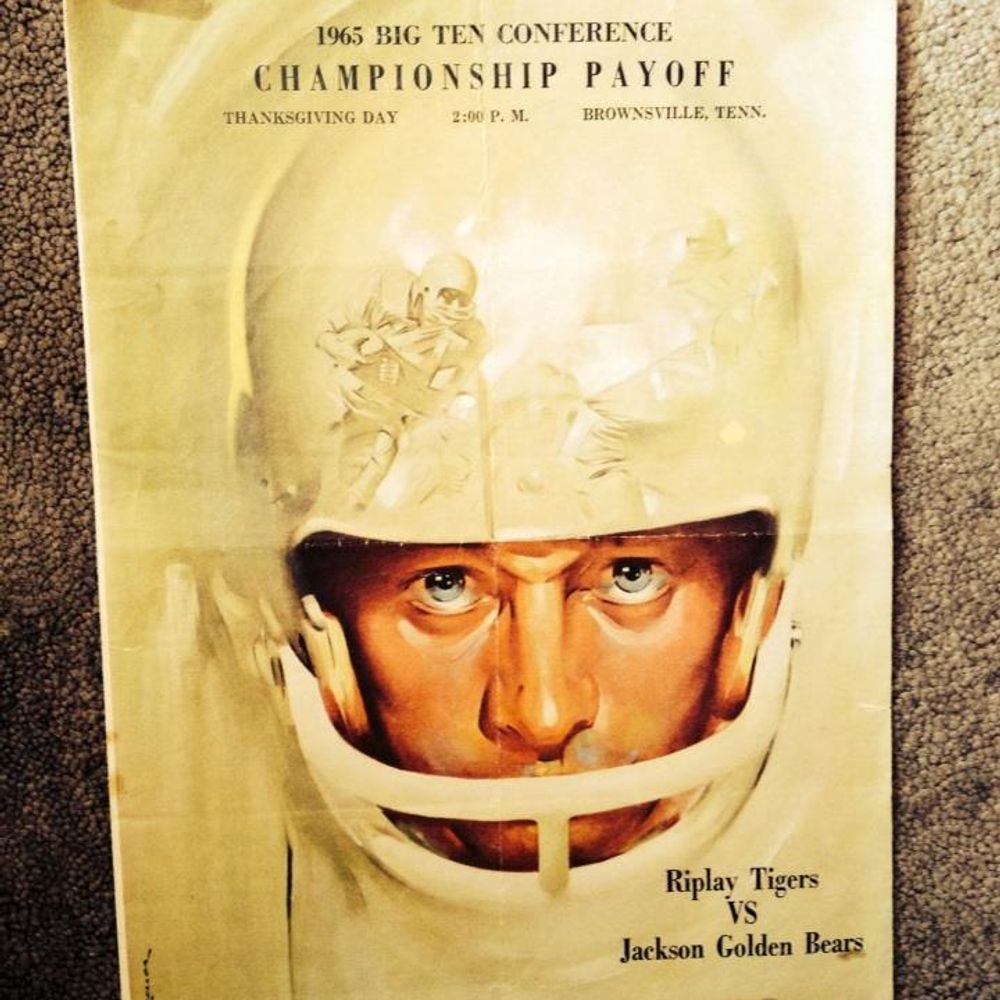 1965 BIG TEN CONFERENCE
CHAMPIONSHIP PAYOFF
THANKSGIVING DAY 2:00 P. M. BROWNSVILLE, TENN.
Riplay Tigers
VS
Jackson Golden Bears